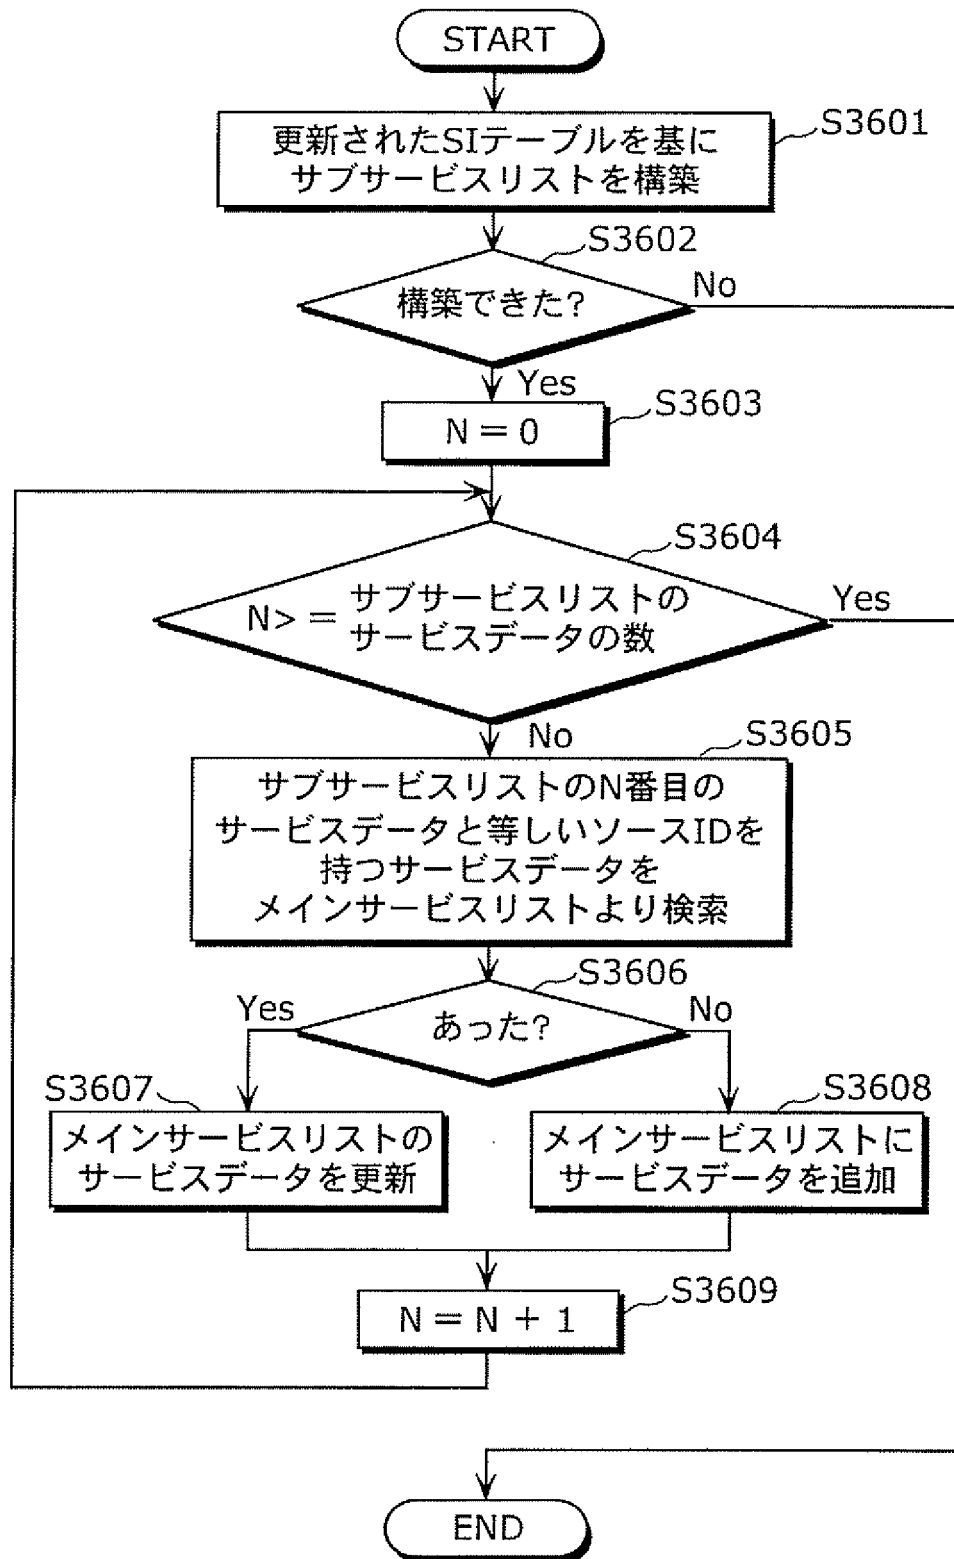 START
S3601
更新されたSIテーブルを基に
サブサービスリストを構築
S3602
構築できた?
No
Yes
S3603
N = 0
S3604
N> = サブサービスリストの
サービスデータの数
Yes
No
S3605
サブサービスリストのN番目の
サービスデータと等しいソースIDを
持つサービスデータを
メインサービスリストより検索
S3606
あった?
Yes
No
S3607
メインサービスリストの
サービスデータを更新
S3608
メインサービスリストに
サービスデータを追加
S3609
N = N + 1
END